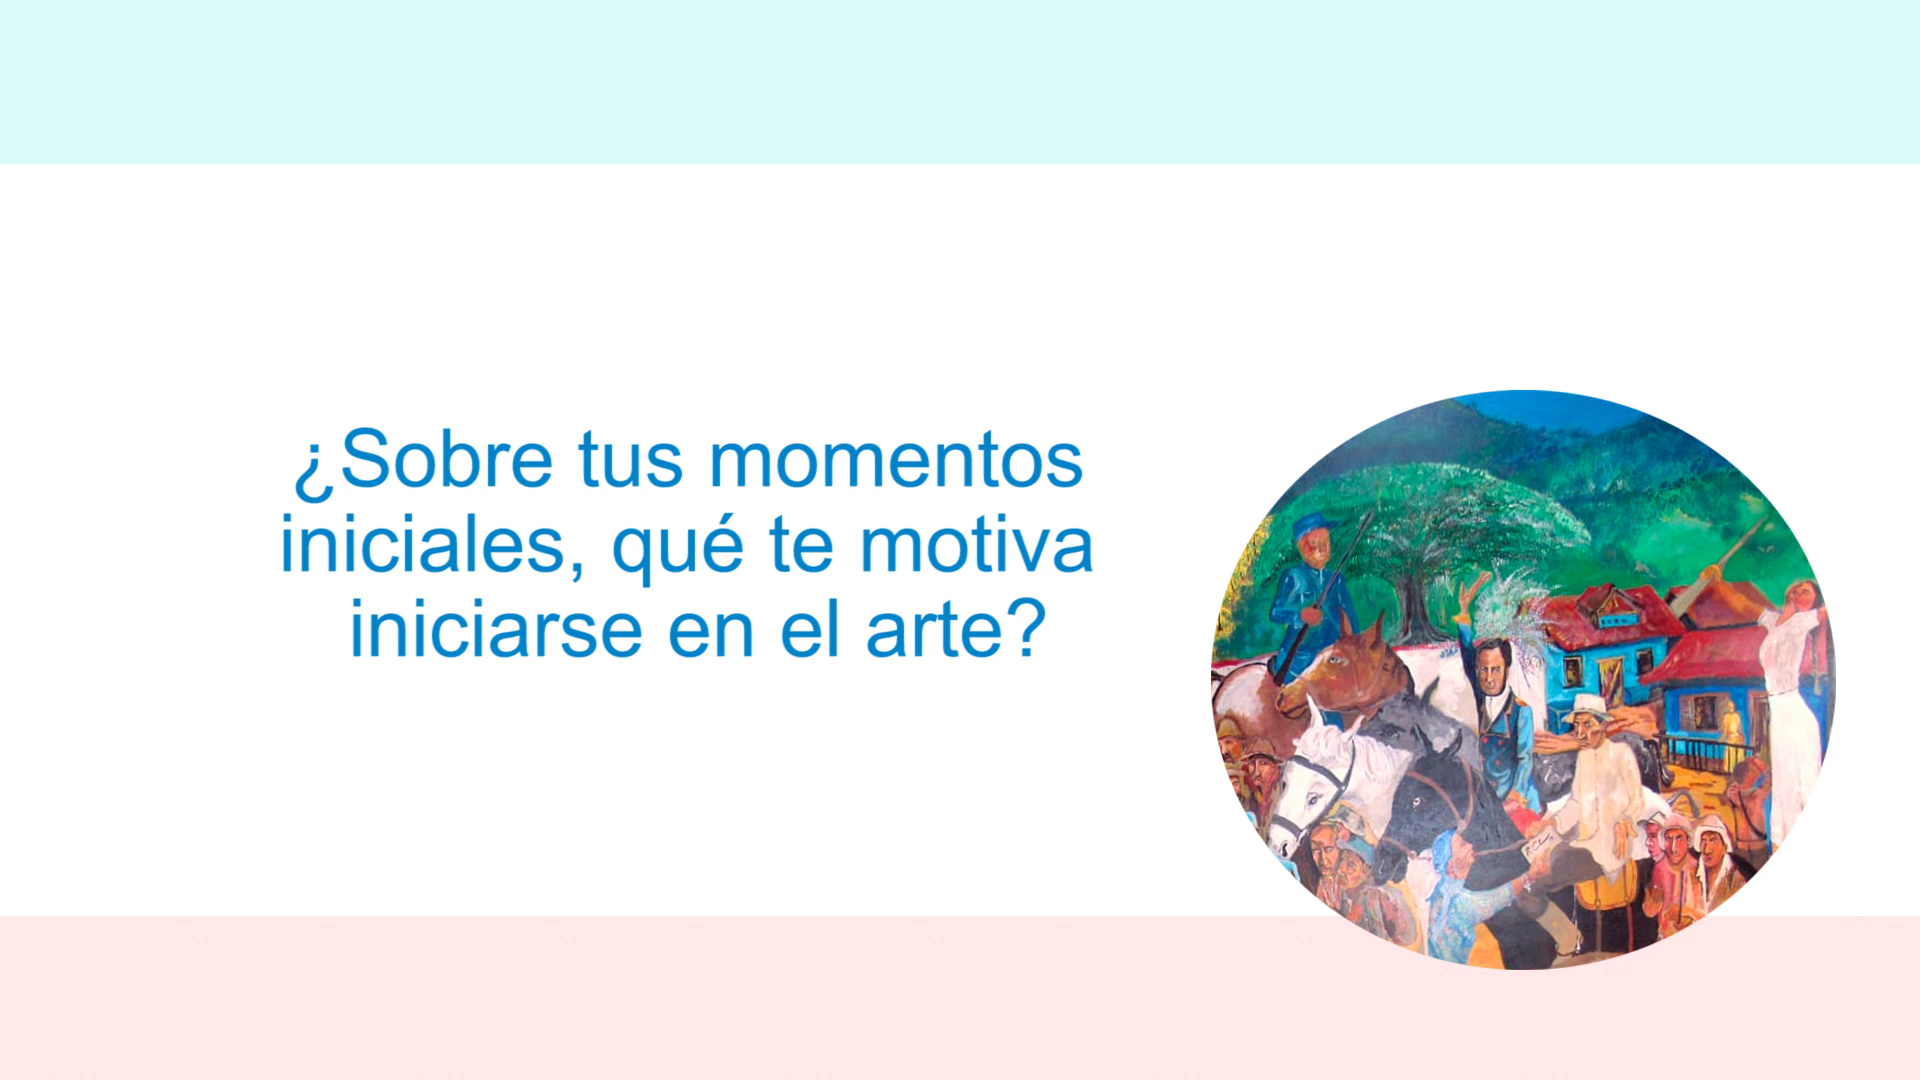 ¿Sobre tus momentos
iniciales, qué te motiva
iniciarse en el arte?